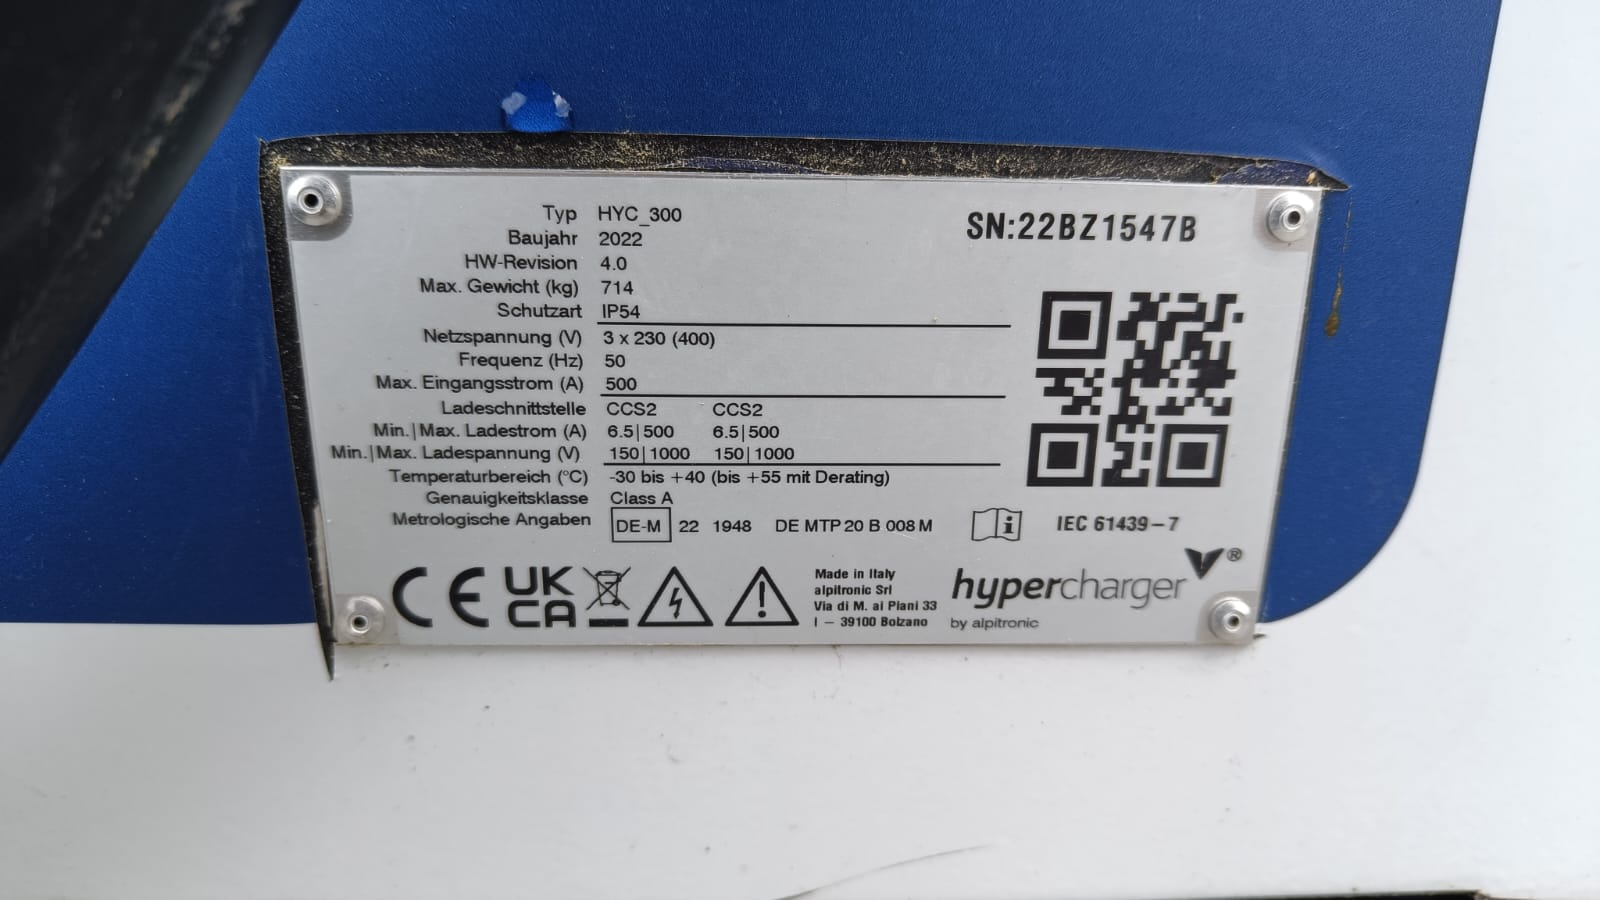 Typ HYC_300
SN:22BZ1547B
Baujahr 2022
HW-Revision 4.0
Max. Gewicht (kg) 714
Schutzart IP54
Netzspannung (V) 3 x 230 (400)
Frequenz (Hz) 50
Max. Eingangsstrom (A) 500
Ladeschnittstelle CCS2 CCS2
Min.|Max. Ladestrom (A) 6.5|500 6.5|500
Min.|Max. Ladespannung (V) 150|1000 150|1000
Temperaturbereich (°C) -30 bis +40 (bis +55 mit Derating)
Genauigkeitsklasse Class A
Metrologische Angaben DE-M 22 1948 DE MTP 20 B 008 M
i
IEC 61439-7
CE
UK
CA
Made in Italy
alpitronic Srl
Via di M. ai Piani 33
I - 39100 Bolzano
hypercharger®
by alpitronic